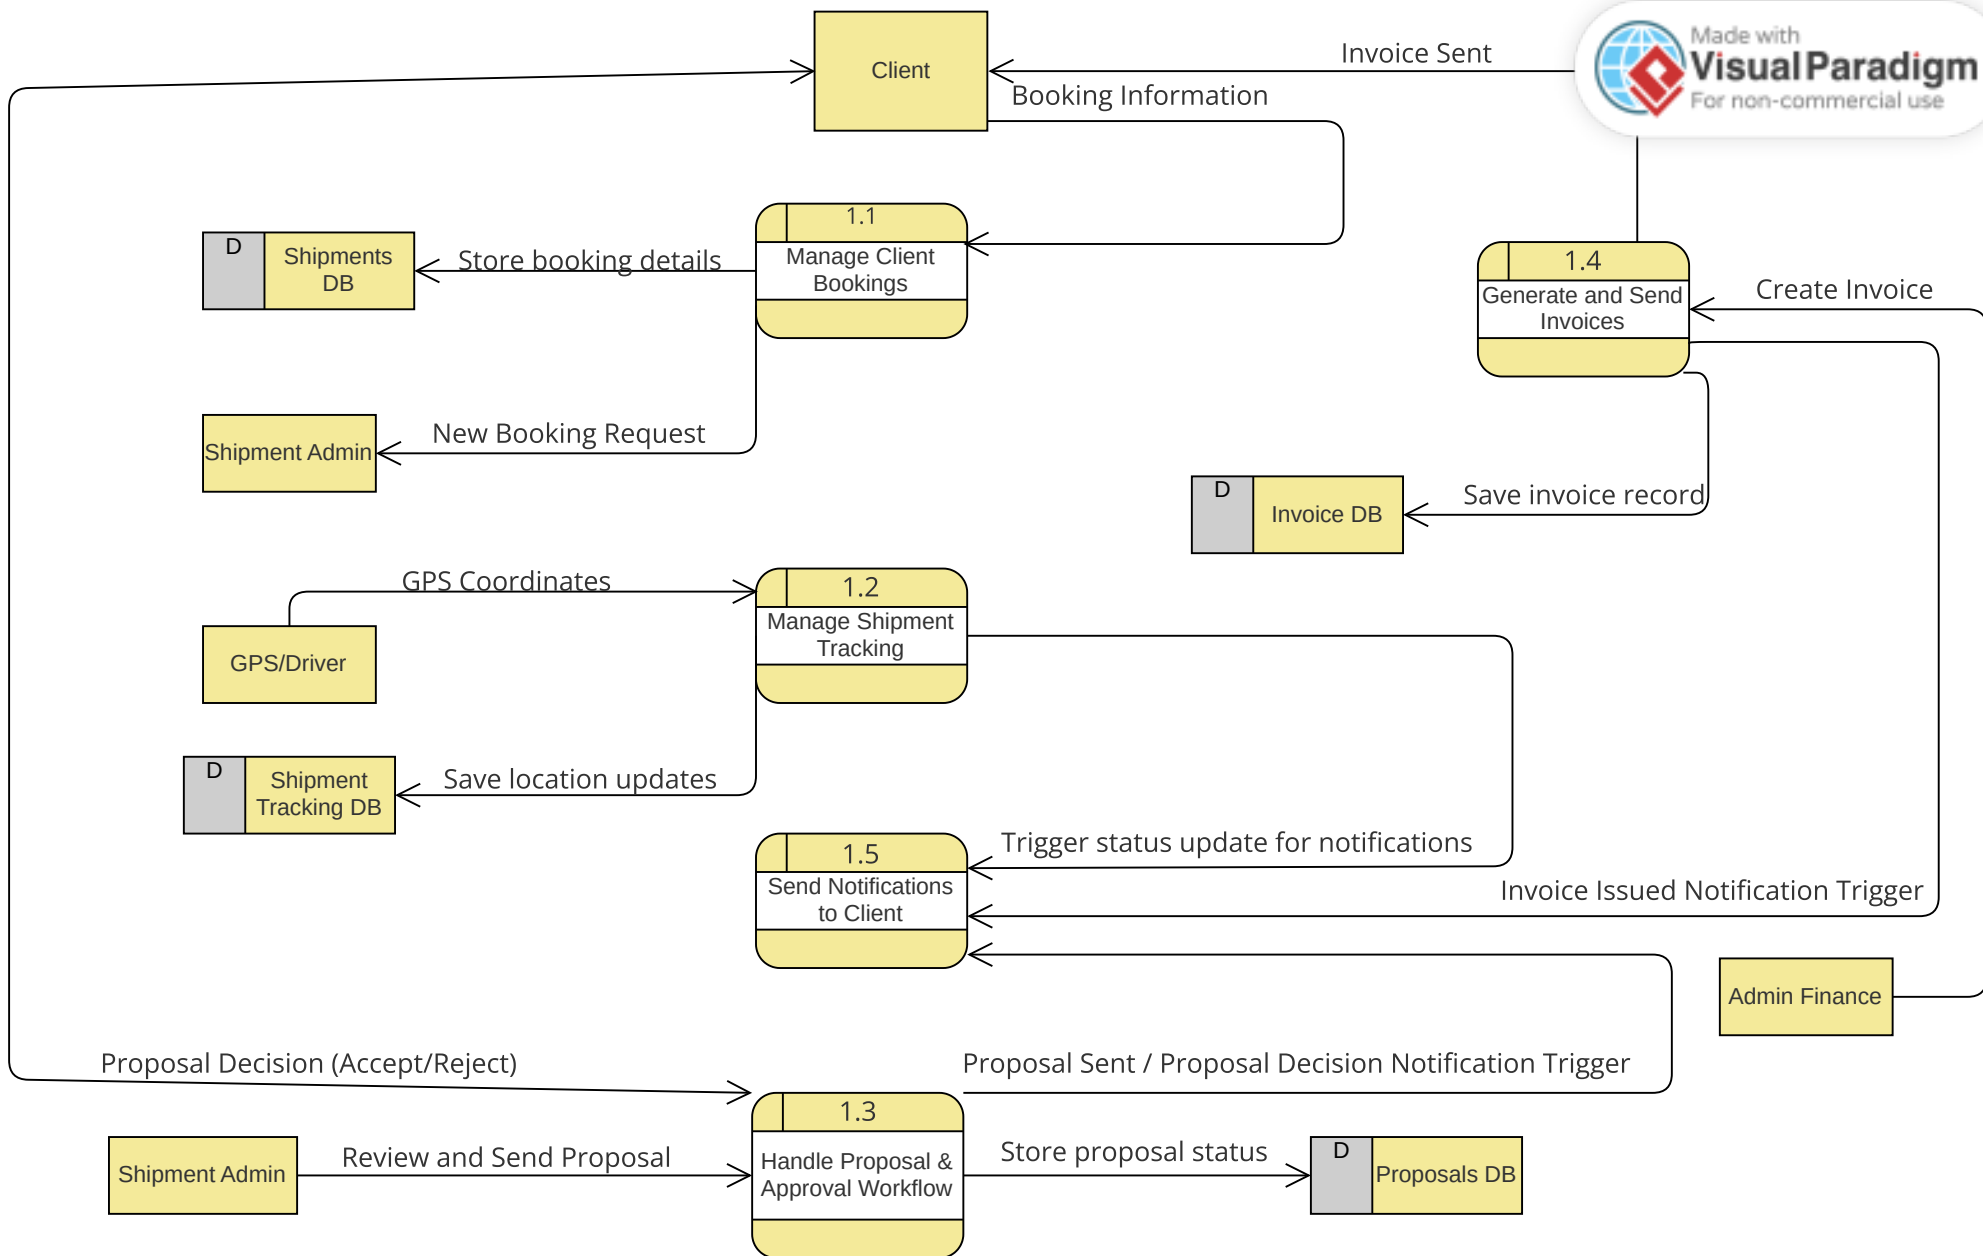 Made with
Visual Paradigm
For non-commercial use
Client
Invoice Sent
Booking Information
1.1
Manage Client
Bookings
D
Shipments
DB
Store booking details
1.4
Generate and Send
Invoices
Create Invoice
Shipment Admin
New Booking Request
D
Invoice DB
Save invoice record
GPS Coordinates
1.2
Manage Shipment
Tracking
GPS/Driver
D
Shipment
Tracking DB
Save location updates
1.5
Send Notifications
to Client
Trigger status update for notifications
Invoice Issued Notification Trigger
Admin Finance
Proposal Decision (Accept/Reject)
Proposal Sent / Proposal Decision Notification Trigger
1.3
Handle Proposal &
Approval Workflow
Shipment Admin
Review and Send Proposal
Store proposal status
D
Proposals DB